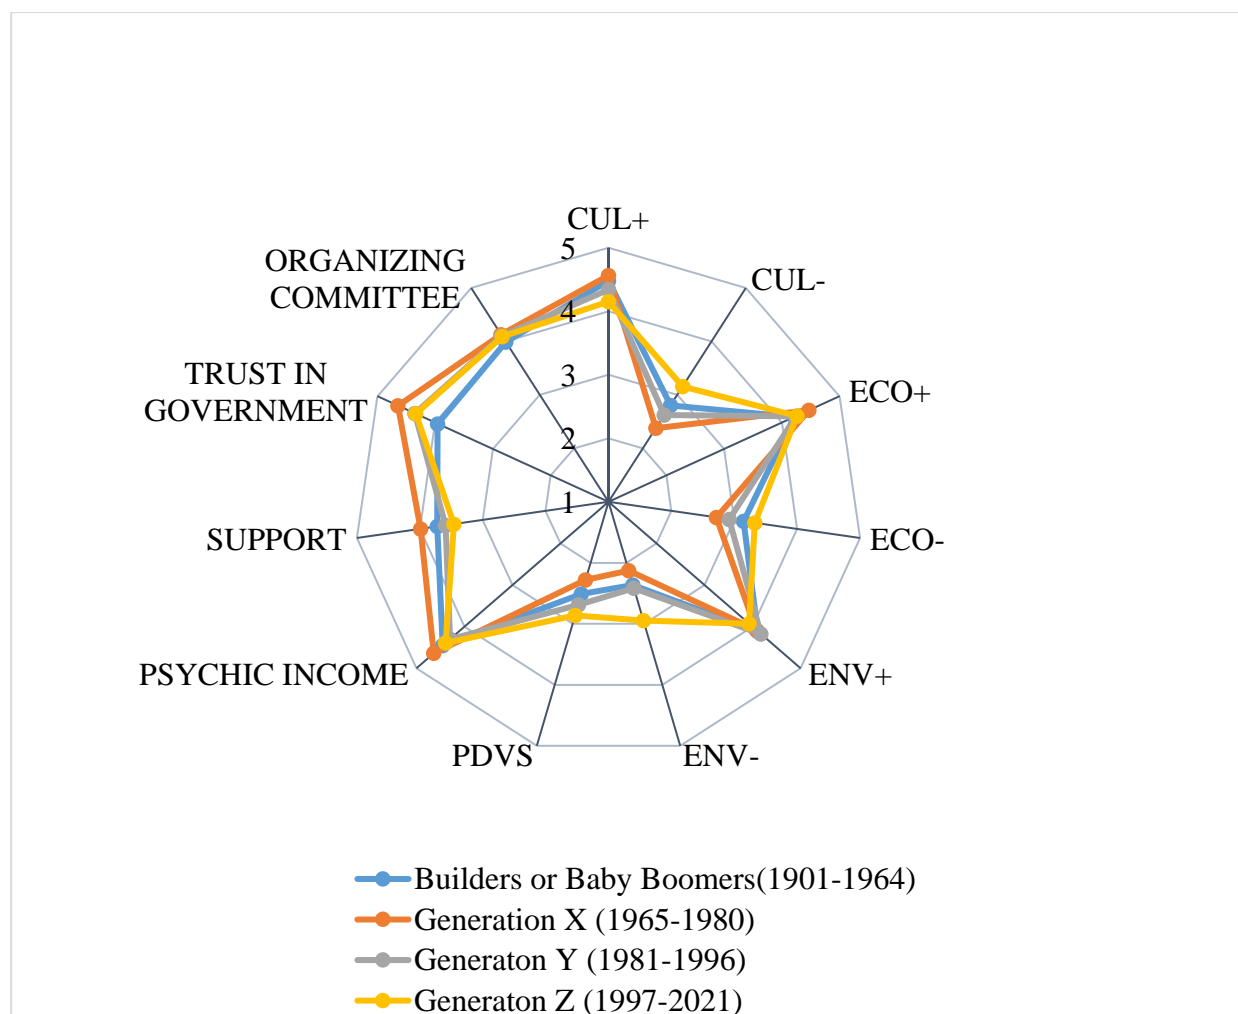 CUL+
ORGANIZING
COMMITTEE
CUL-
5
4
3
2
1
TRUST IN
GOVERNMENT
ECO+
SUPPORT
ECO-
PSYCHIC INCOME
ENV+
PDVS
ENV-
Builders or Baby Boomers(1901-1964)
Generation X (1965-1980)
Generaton Y (1981-1996)
Generaton Z (1997-2021)